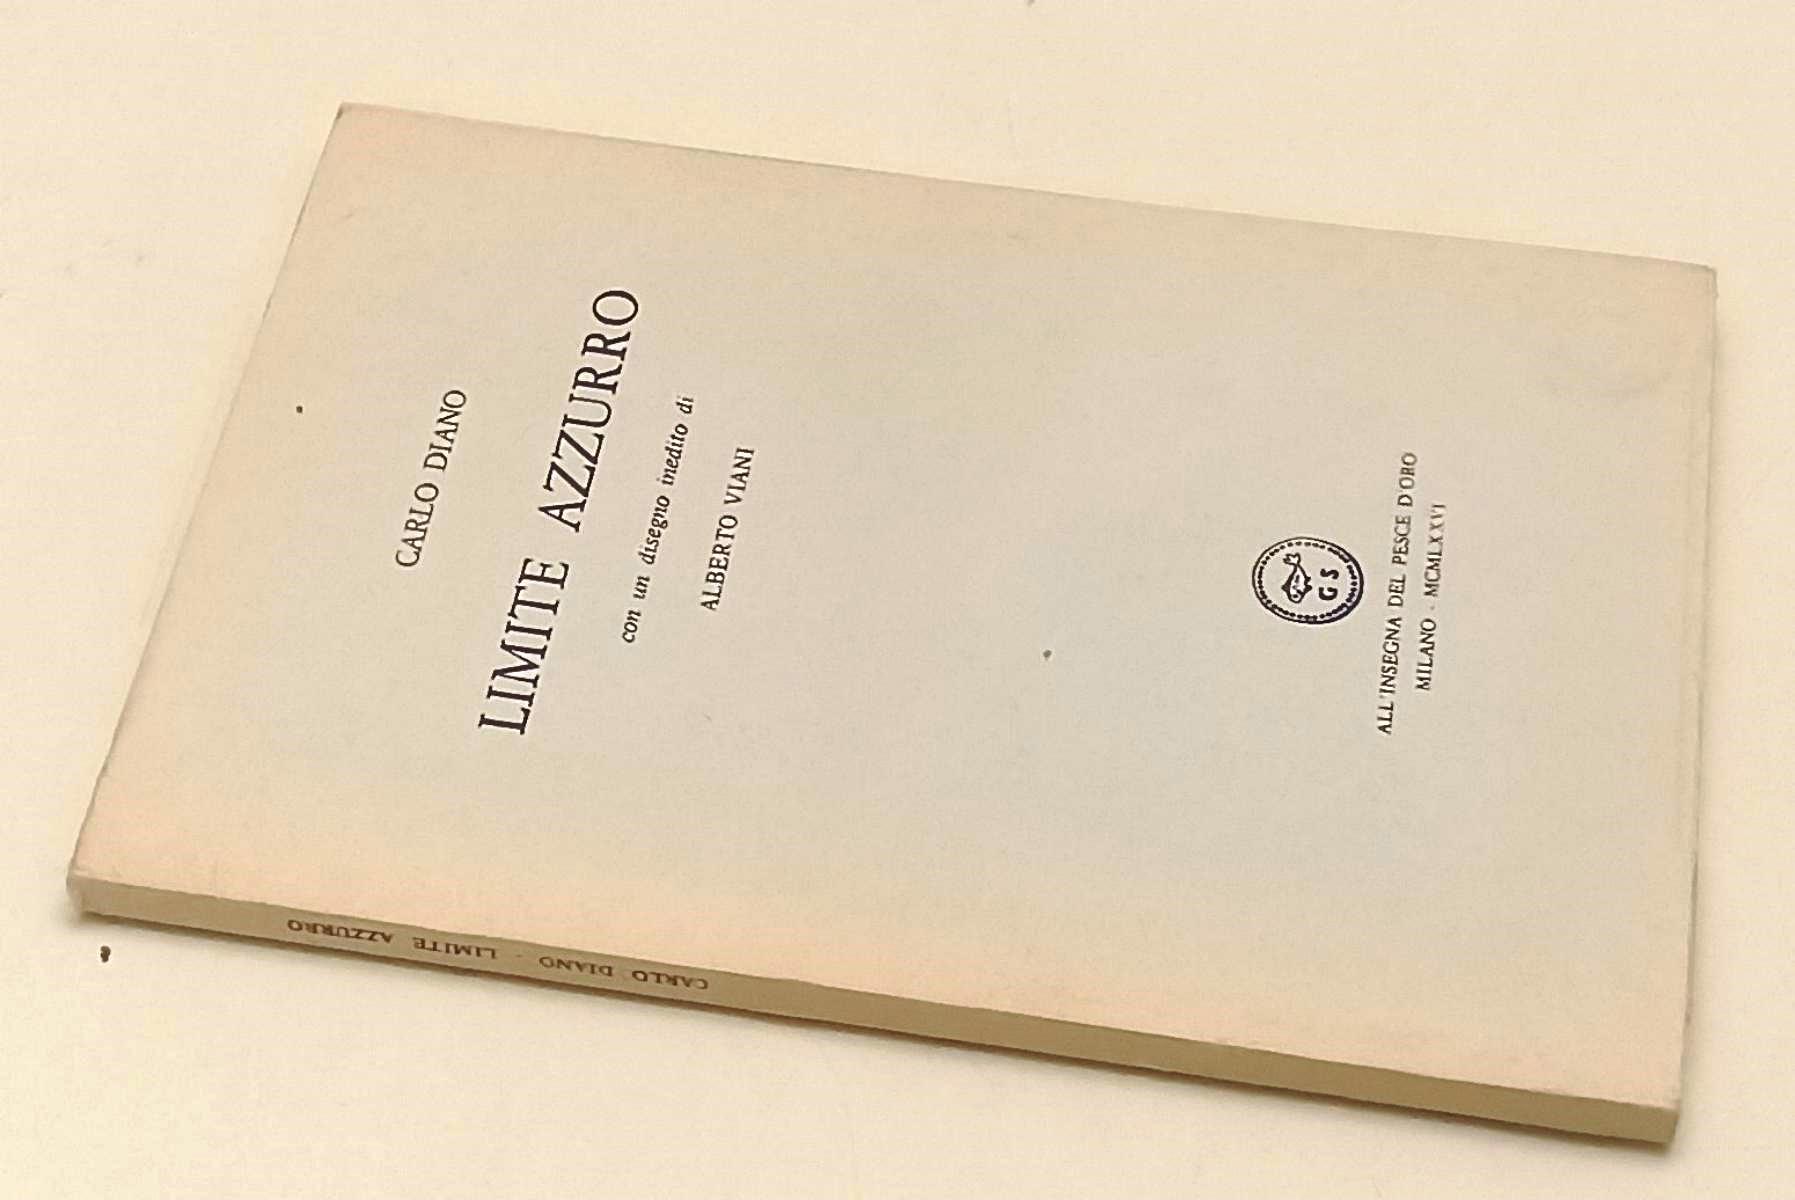 CARLO DIANO
LIMITE AZZURRO
con un disegno inedito di
ALBERTO VIANI
G S
ALL'INSEGNA DEL PESCE D'ORO
MILANO - MCMLXXVI
CARLO DIANO - LIMITE AZZURRO